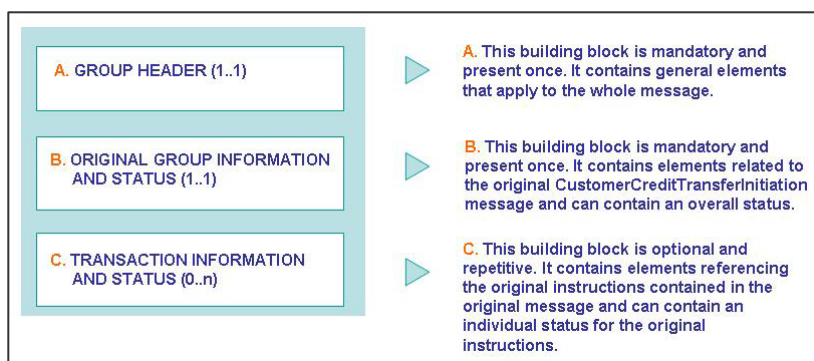 A. GROUP HEADER (1..1)
A. This building block is mandatory and
present once. It contains general elements
that apply to the whole message.
B. ORIGINAL GROUP INFORMATION
AND STATUS (1..1)
B. This building block is mandatory and
present once. It contains elements related to
the original CustomerCreditTransferInitiation
message and can contain an overall status.
C. TRANSACTION INFORMATION
AND STATUS (0..n)
C. This building block is optional and
repetitive. It contains elements referencing
the original instructions contained in the
original message and can contain an
individual status for the original
instructions.